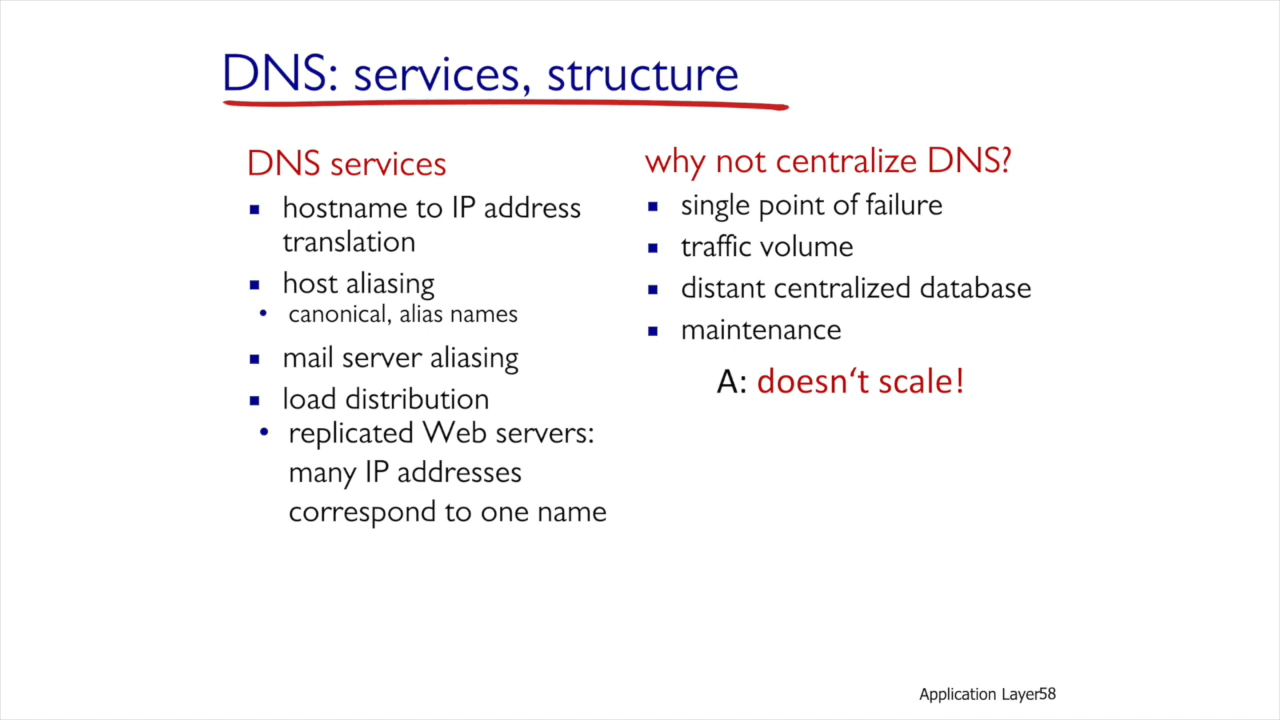 DNS: services, structure
DNS services
▪ hostname to IP address
translation
▪ host aliasing
• canonical, alias names
▪ mail server aliasing
▪ load distribution
• replicated Web servers:
many IP addresses
correspond to one name
why not centralize DNS?
▪ single point of failure
▪ traffic volume
▪ distant centralized database
▪ maintenance
A: doesn‘t scale!
Application Layer58